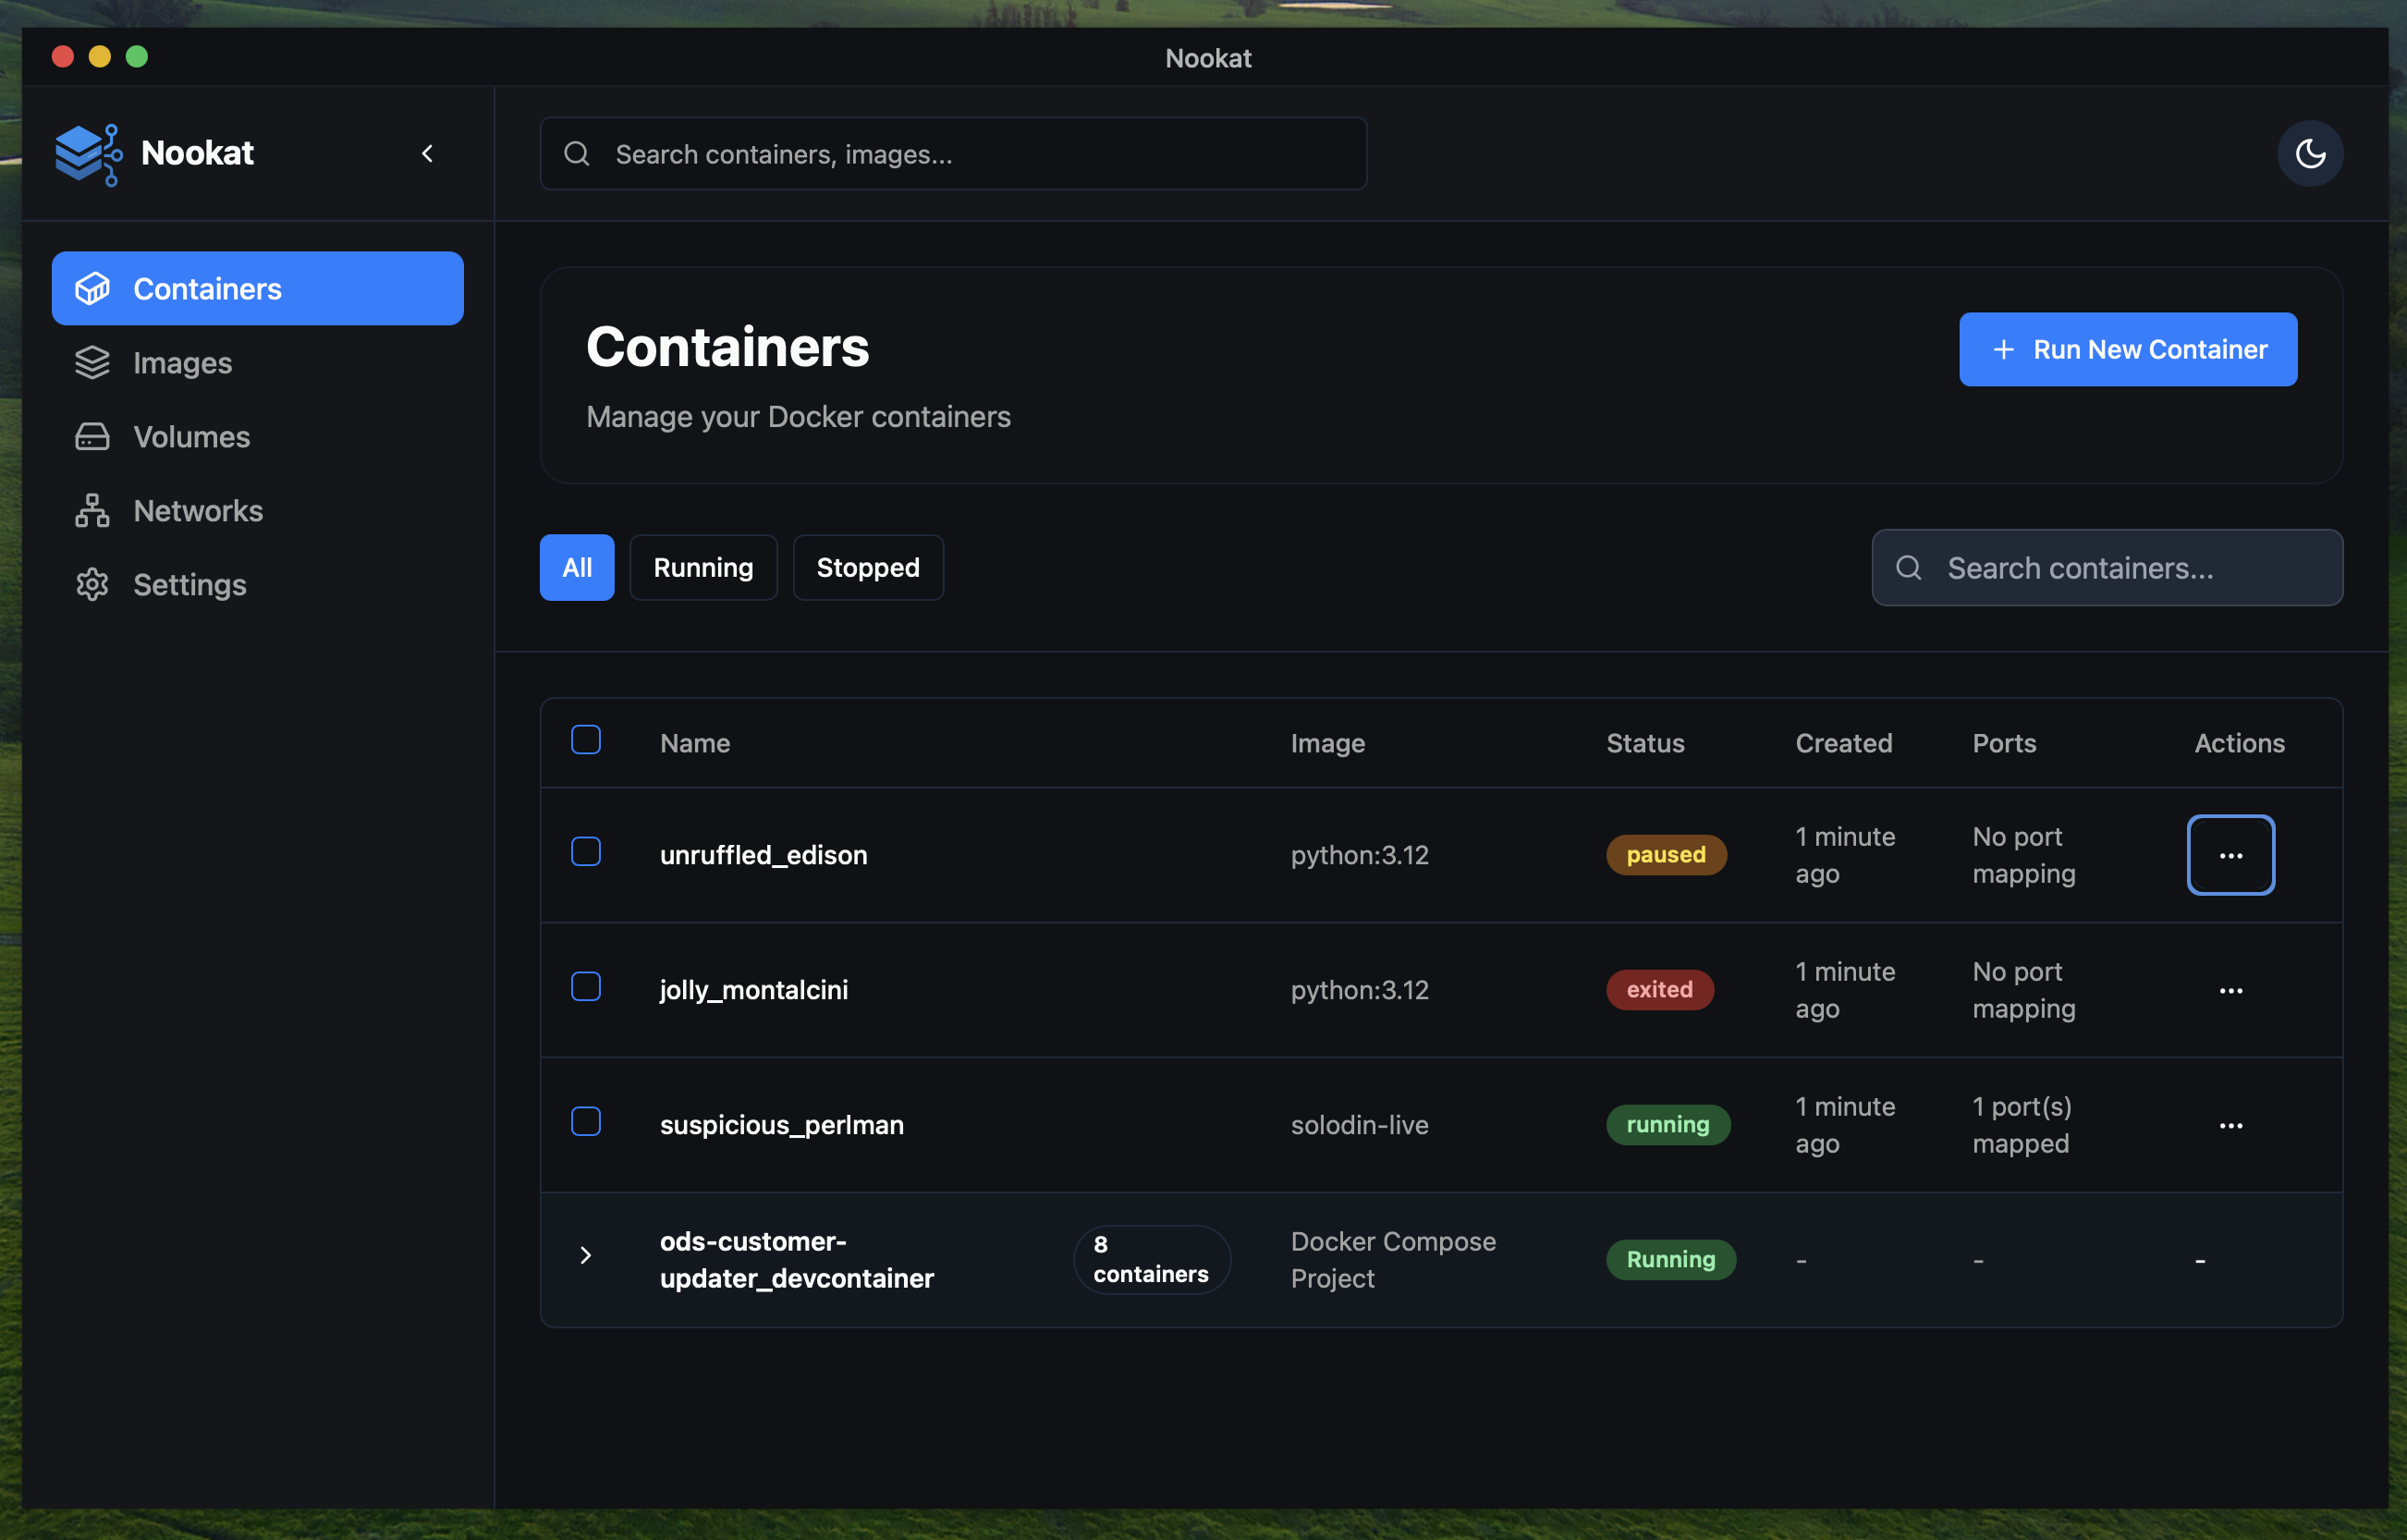 Nookat
Nookat
Search containers, images...
Containers
Images
Volumes
Networks
Settings
Containers
Manage your Docker containers
Run New Container
All
Running
Stopped
Search containers...
Name
Image
Status
Created
Ports
Actions
unruffled_edison
python:3.12
paused
1 minute
ago
No port
mapping
jolly_montalcini
python:3.12
exited
1 minute
ago
No port
mapping
suspicious_perlman
solodin-live
running
1 minute
ago
1 port(s)
mapped
ods-customer-
updater_devcontainer
8
containers
Docker Compose
Project
Running
-
-
-